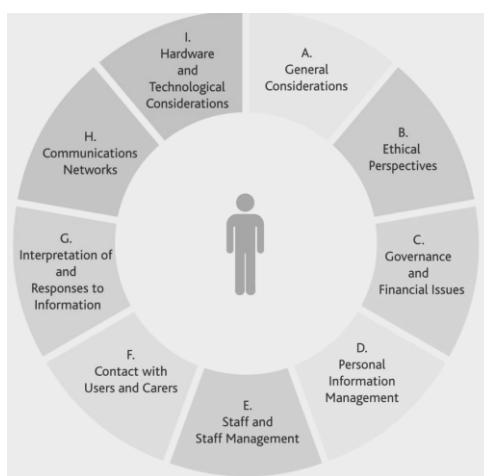 A.
General
Considerations
B.
Ethical
Perspectives
C.
Governance
and
Financial Issues
D.
Personal
Information
Management
E.
Staff and
Staff Management
F.
Contact with
Users and Carers
G.
Interpretation of
and
Responses to
Information
H.
Communications
Networks
I.
Hardware
and
Technological
Considerations